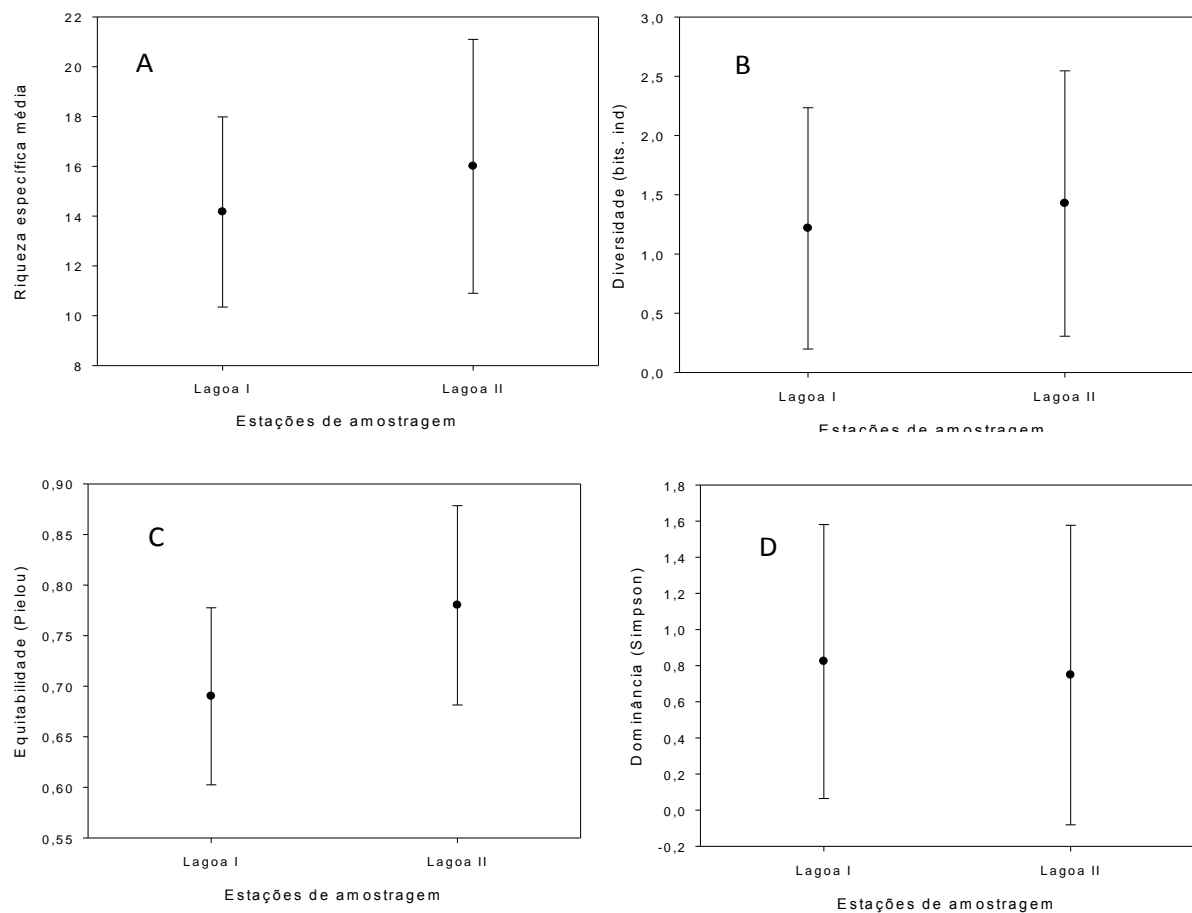 A
Riqueza específica média
22
20
18
16
14
12
10
8
Lagoa I
Lagoa II
Estações de amostragem
B
Diversidade (bits. ind)
3,0
2,5
2,0
1,5
1,0
0,5
0,0
Lagoa I
Lagoa II
Estações de amostragem
C
Equitabilidade (Pielou)
0,90
0,85
0,80
0,75
0,70
0,65
0,60
0,55
Lagoa I
Lagoa II
Estações de amostragem
D
Dominância (Simpson)
1,8
1,6
1,4
1,2
1,0
0,8
0,6
0,4
0,2
0,0
-0,2
Lagoa I
Lagoa II
Estações de amostragem